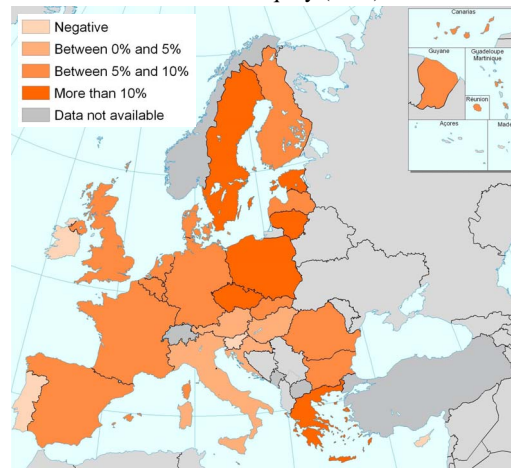 Negative
Between 0% and 5%
Between 5% and 10%
More than 10%
Data not available
Canarias
Guyane
Guadeloupe
Martinique
Réunion
Açores